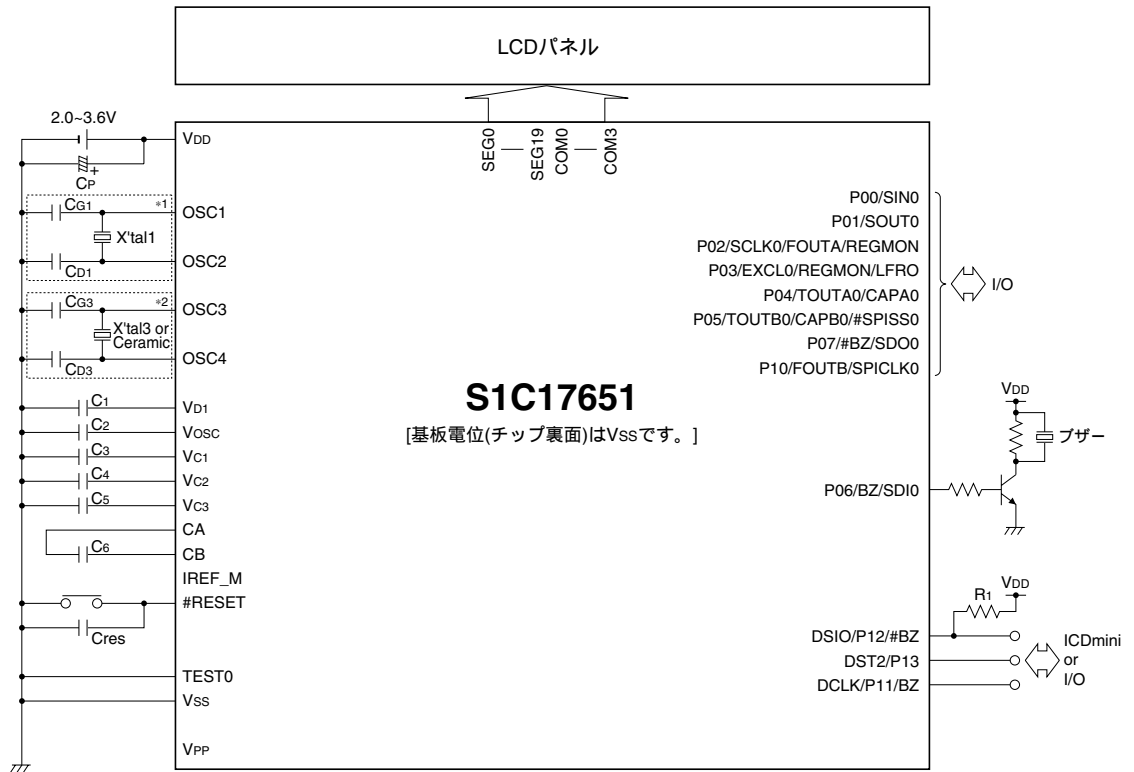 LCDパネル
2.0~3.6V
VDD
+
CP
SEG0
SEG19
COM0
COM3
CG1
*1
OSC1
X'tal1
OSC2
CD1
CG3
*2
OSC3
X'tal3 or
Ceramic
OSC4
CD3
C1
VD1
C2
VOSC
C3
VC1
C4
VC2
C5
VC3
CA
C6
CB
IREF_M
#RESET
Cres
TEST0
VSS
VPP
S1C17651
[基板電位(チップ裏面)はVSSです。]
P00/SIN0
P01/SOUT0
P02/SCLK0/FOUTA/REGMON
P03/EXCL0/REGMON/LFRO
P04/TOUTA0/CAPA0
P05/TOUTB0/CAPB0/#SPISS0
P07/#BZ/SDO0
P10/FOUTB/SPICLK0
I/O
VDD
ブザー
P06/BZ/SDI0
VDD
R1
DSIO/P12/#BZ
DST2/P13
DCLK/P11/BZ
ICDmini
or
I/O